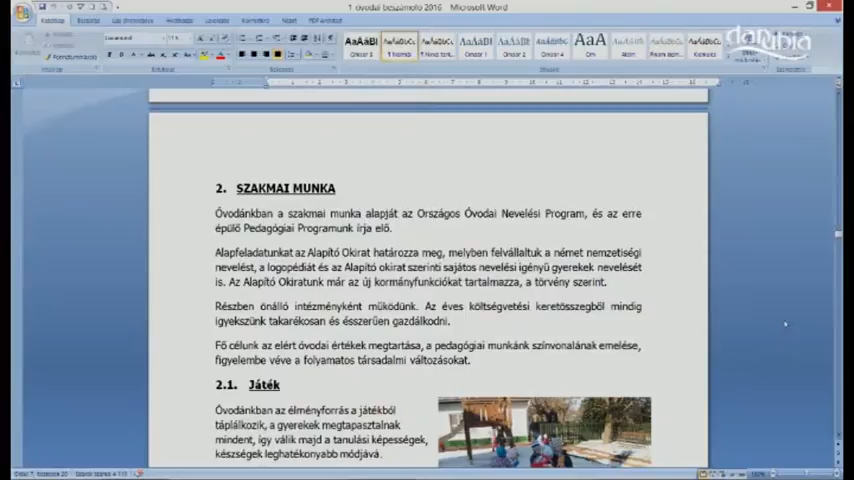 1 óvodai beszámoló 2016 - Microsoft Word
danubia
2. SZAKMAI MUNKA
Óvodánkban a szakmai munka alapját az Országos Óvodai Nevelési Program, és az erre
épülő Pedagógiai Programunk írja elő.
Alapfeladatunkat az Alapító Okirat határozza meg, melyben felvállaltuk a német nemzetiségi
nevelést, a logopédiát és az Alapító okirat szerinti sajátos nevelési igényű gyerekek nevelését
is. Az Alapító Okiratunk már az új kormányfunkciókat tartalmazza, a törvény szerint.
Részben önálló intézményként működünk. Az éves költségvetési keretösszegből mindig
igyekszünk takarékosan és ésszerűen gazdálkodni.
Fő célunk az elért óvodai értékek megtartása, a pedagógiai munkánk színvonalának emelése,
figyelembe véve a folyamatos társadalmi változásokat.
2.1. Játék
Óvodánkban az élményforrás a játékból
táplálkozik, a gyerekek megtapasztalnak
mindent, így válik majd a tanulási képességek,
készségek leghatékonyabb módjává.